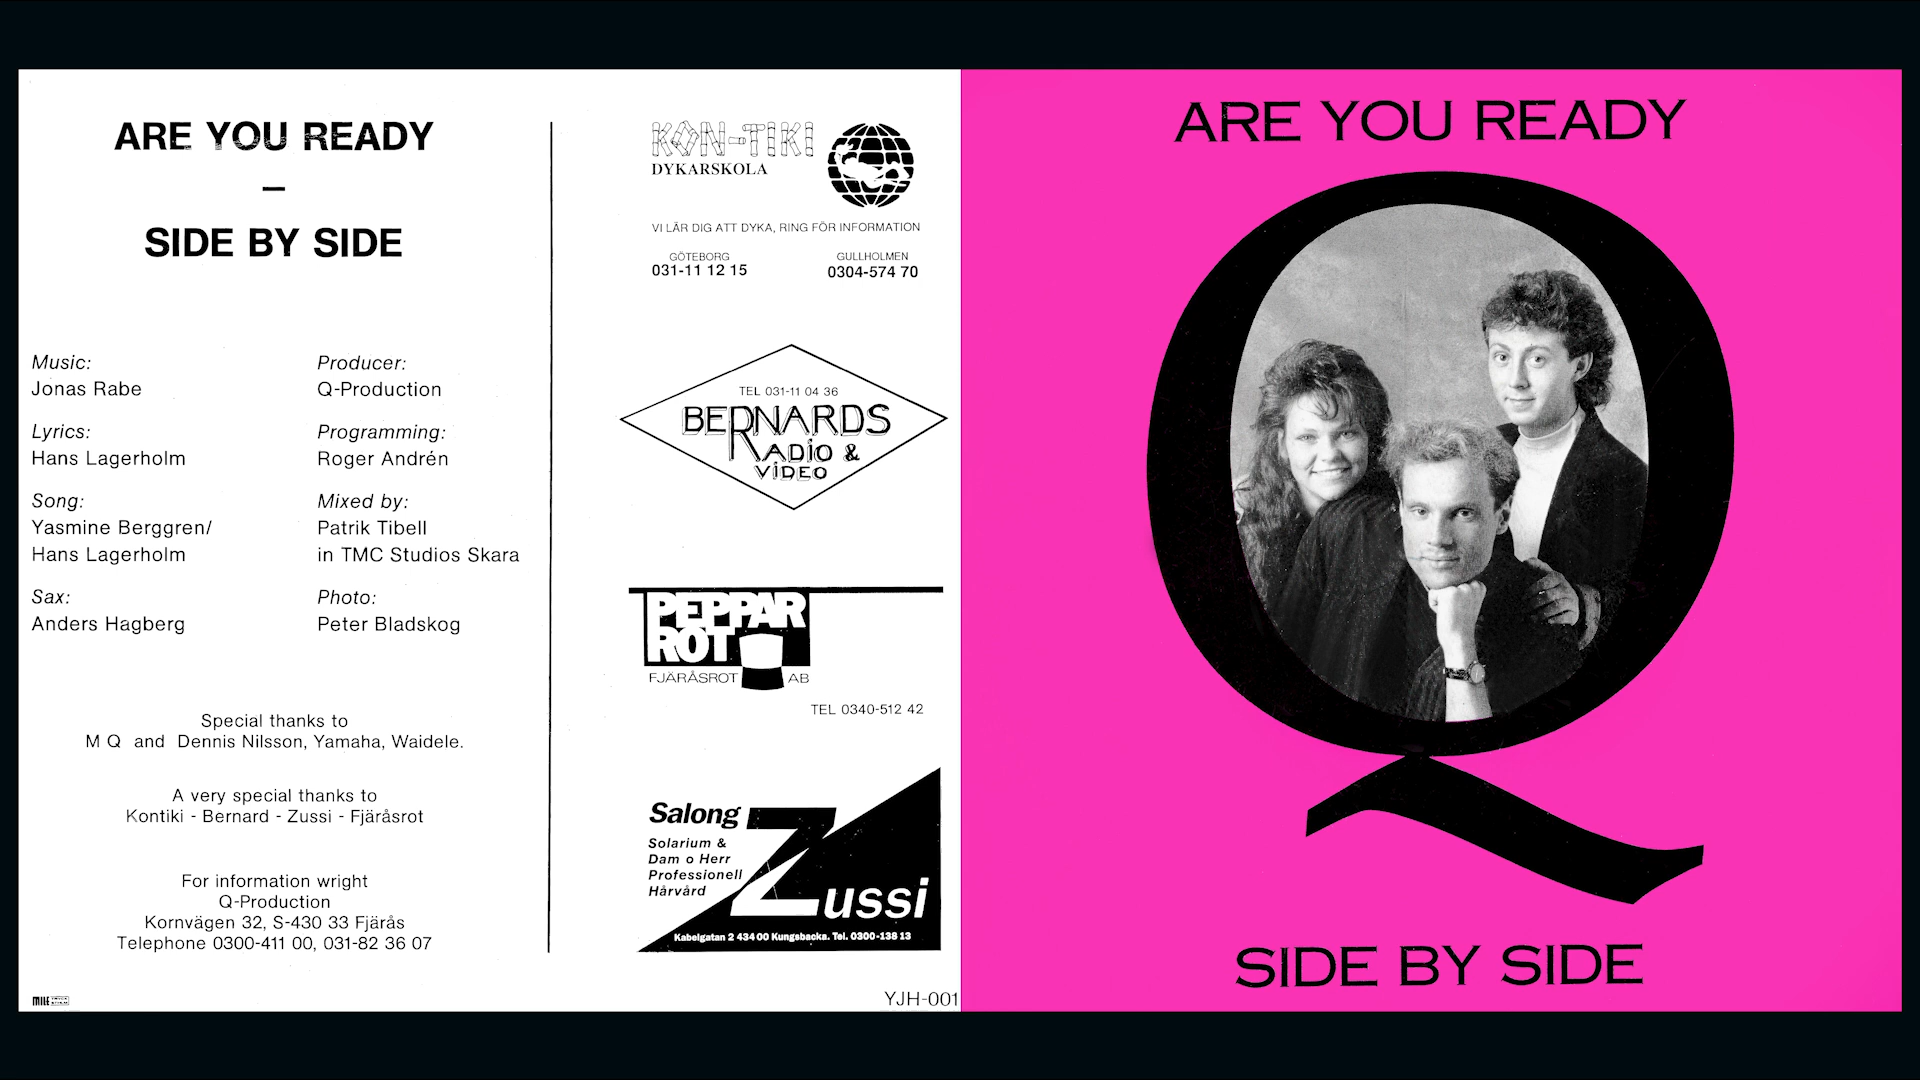 ARE YOU READY
–
SIDE BY SIDE
Music:
Jonas Rabe
Lyrics:
Hans Lagerholm
Song:
Yasmine Berggren/
Hans Lagerholm
Sax:
Anders Hagberg
Producer:
Q-Production
Programming:
Roger Andrén
Mixed by:
Patrik Tibell
in TMC Studios Skara
Photo:
Peter Bladskog
Special thanks to
M Q and Dennis Nilsson, Yamaha, Waidele.
A very special thanks to
Kontiki - Bernard - Zussi - Fjäråsrot
For information wright
Q-Production
Kornvägen 32, S-430 33 Fjärås
Telephone 0300-411 00, 031-82 36 07
KON-TIKI
DYKARSKOLA
VI LÄR DIG ATT DYKA, RING FÖR INFORMATION
GÖTEBORG
031-11 12 15
GULLHOLMEN
0304-574 70
TEL 031-11 04 36
BERNARDS
RADIO &
VIDEO
PEPPAR
ROT
FJÄRÅSROT AB
TEL 0340-512 42
Salong
Zussi
Solarium &
Dam o Herr
Professionell
Hårvård
Kabelgatan 2 434 00 Kungsbacka. Tel. 0300-138 13
YJH-001
ARE YOU READY
Q
SIDE BY SIDE